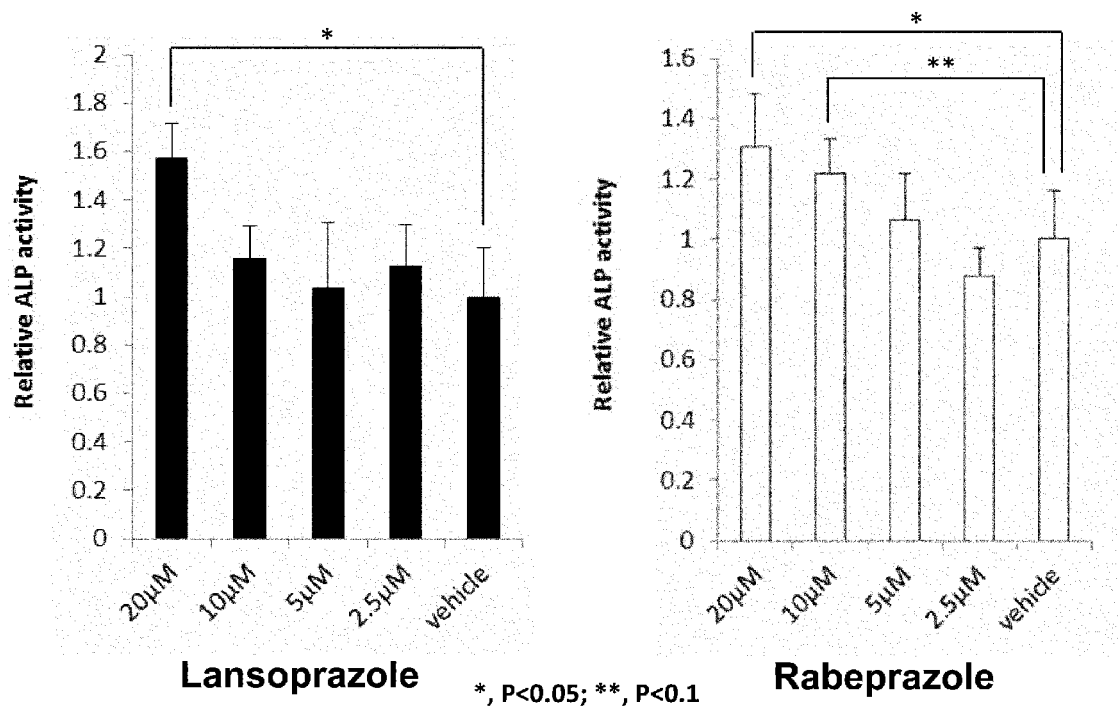 *
2
1.8
1.6
1.4
1.2
1
0.8
0.6
0.4
0.2
0
Relative ALP activity
20µM
10µM
5µM
2.5µM
vehicle
Lansoprazole
*
**
1.6
1.4
1.2
1
0.8
0.6
0.4
0.2
0
Relative ALP activity
20µM
10µM
5µM
2.5µM
vehicle
Rabeprazole
*, P<0.05; **, P<0.1